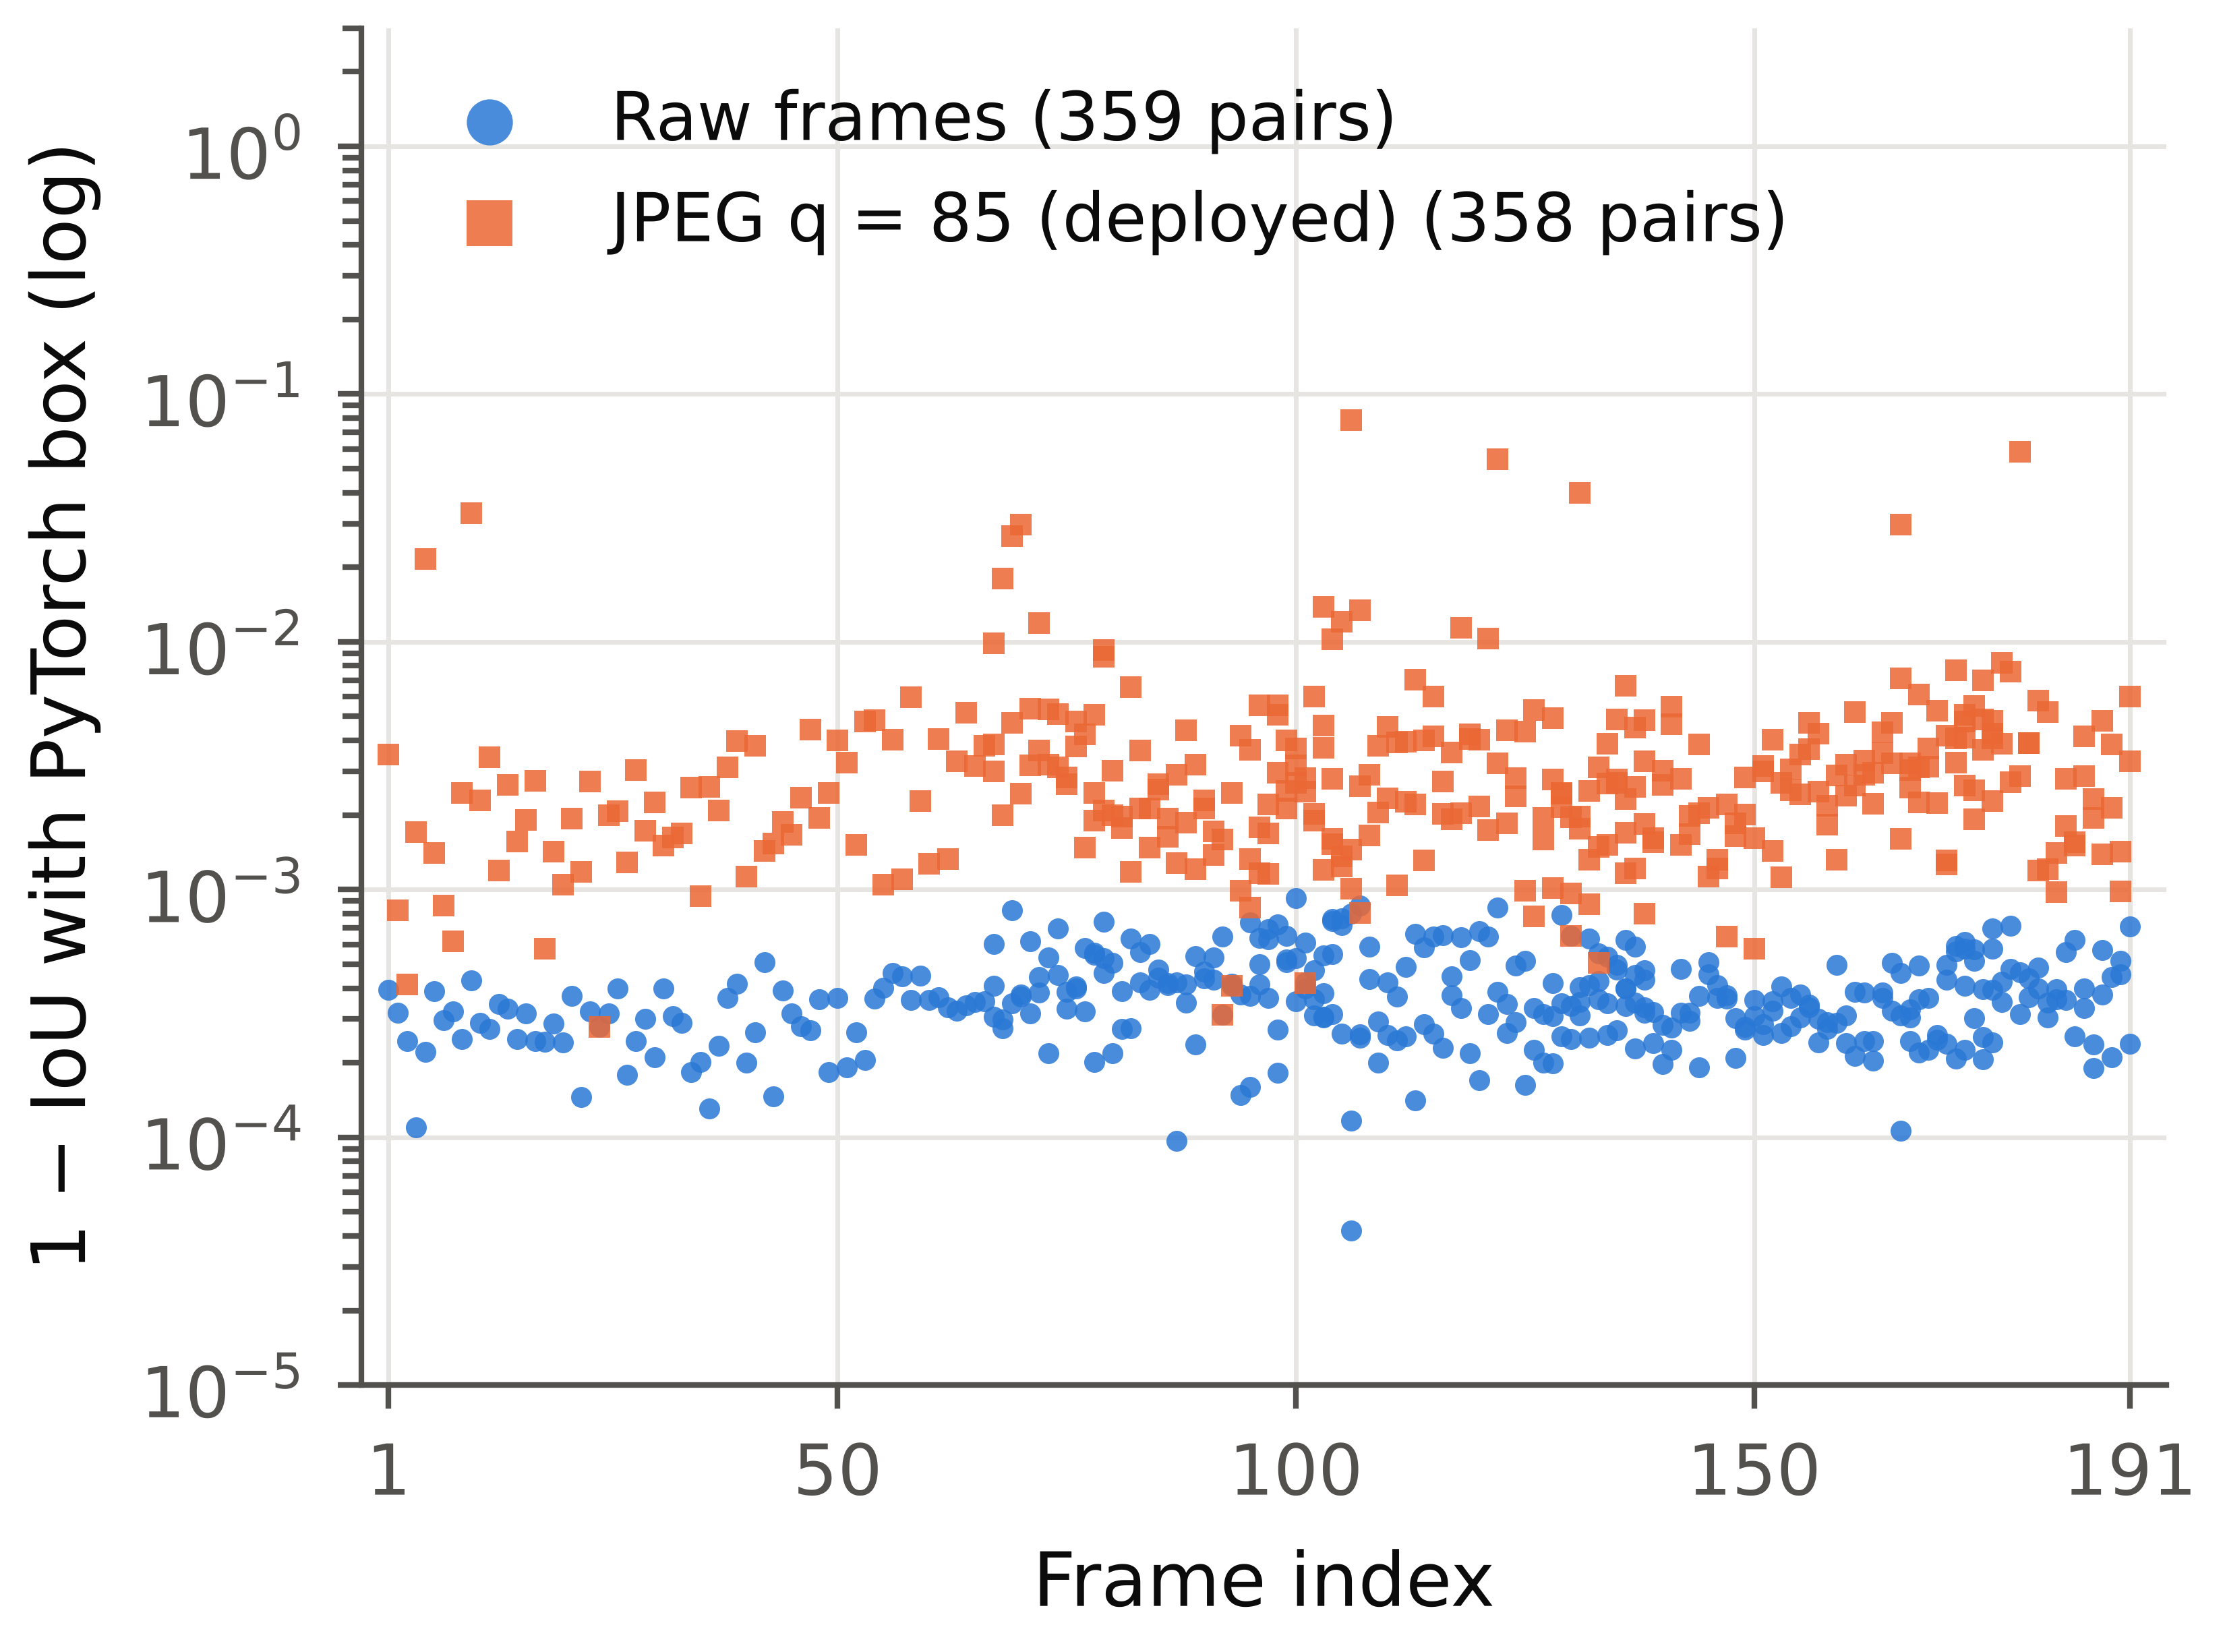 Raw frames (359 pairs)
JPEG q = 85 (deployed) (358 pairs)
1 − IoU with PyTorch box (log)
10⁰
10⁻¹
10⁻²
10⁻³
10⁻⁴
10⁻⁵
1 50 100 150 191
Frame index